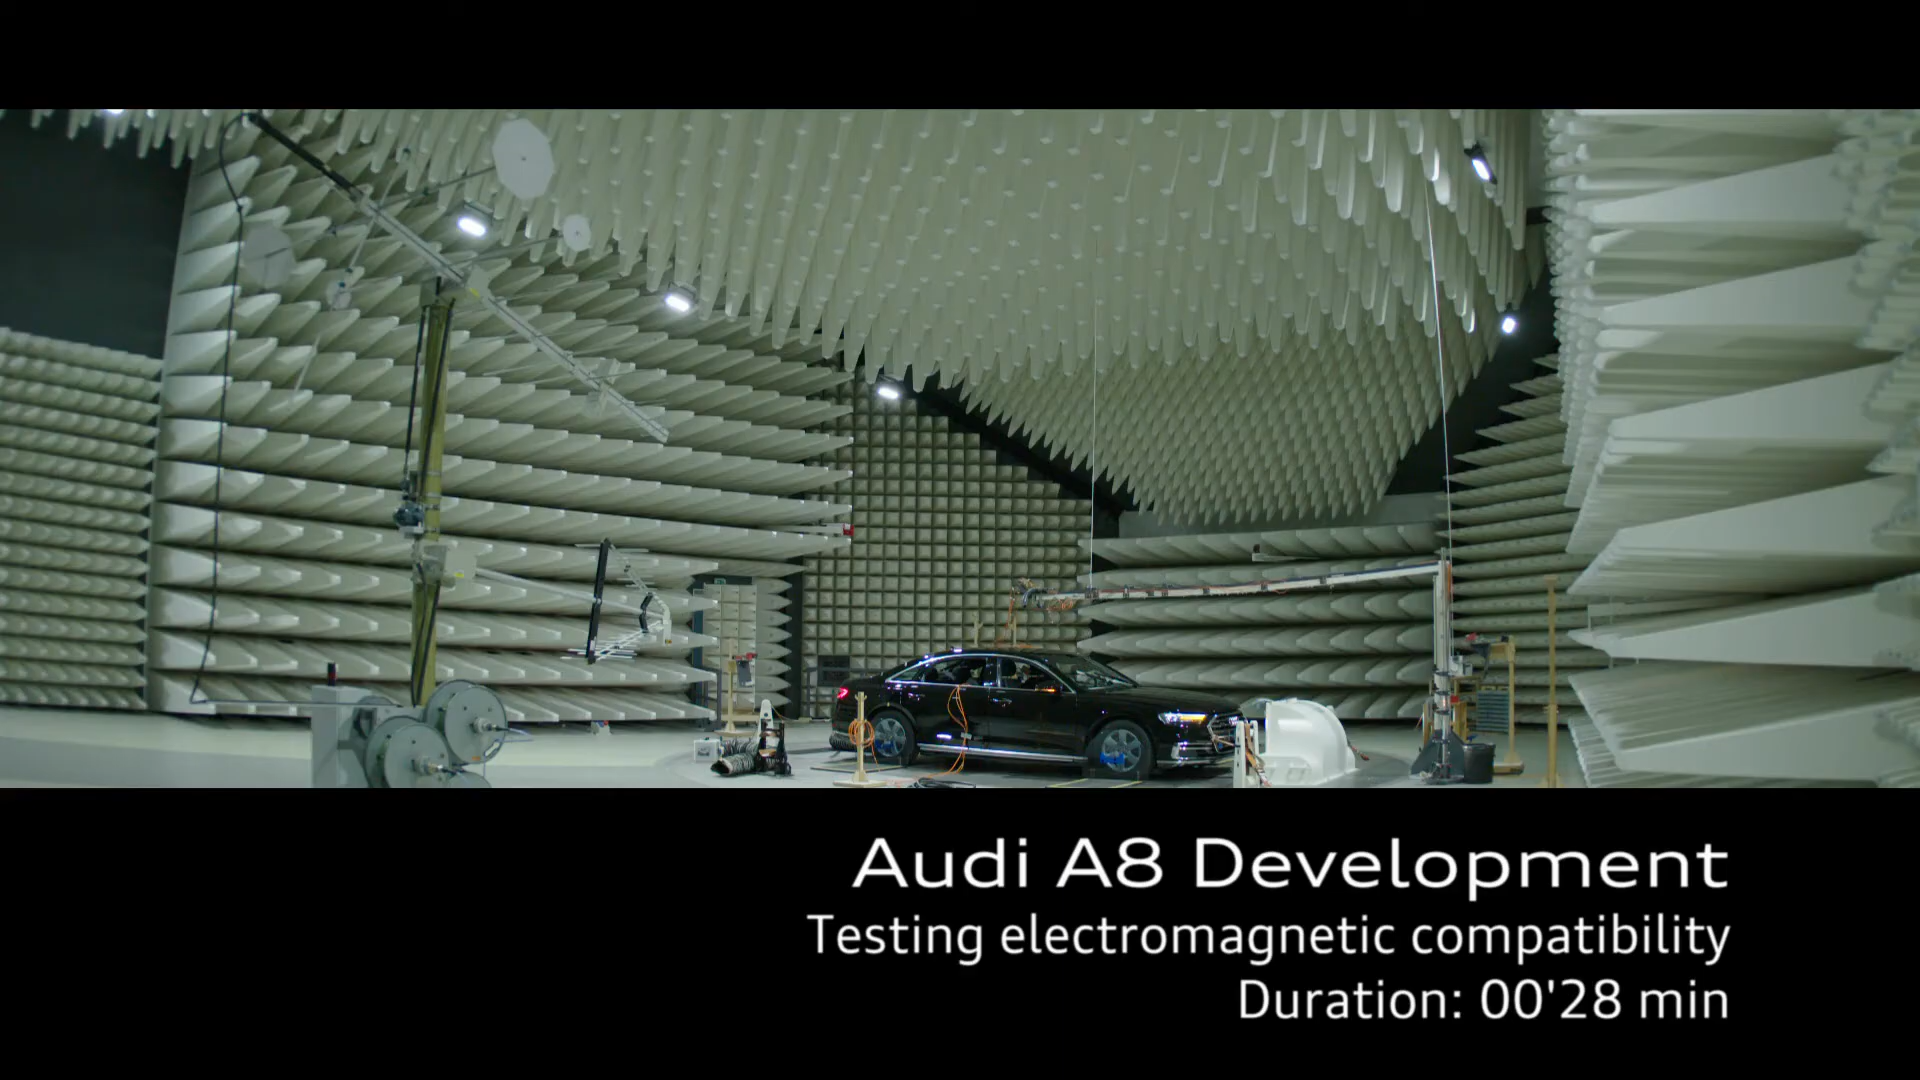 Audi A8 Development
Testing electromagnetic compatibility
Duration: 00'28 min